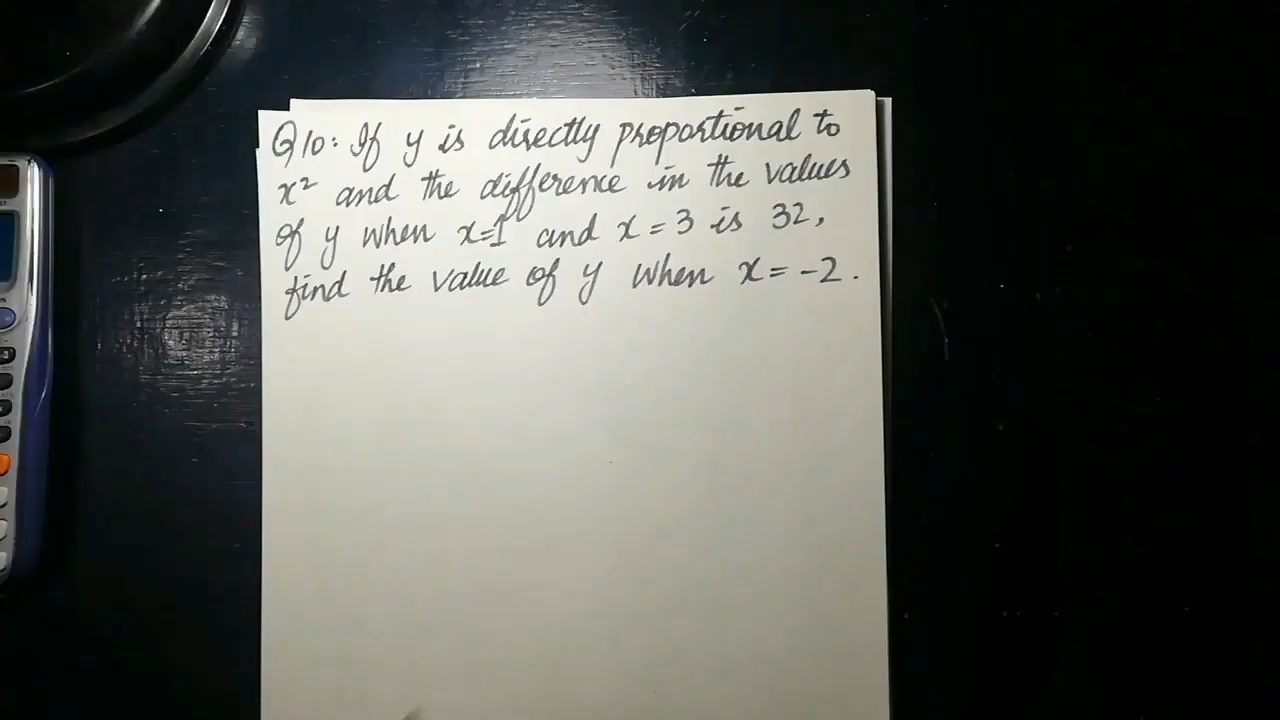 Q10: If y is directly proportional to
x² and the difference in the values
of y when x=1 and x = 3 is 32,
find the value of y when x = -2.